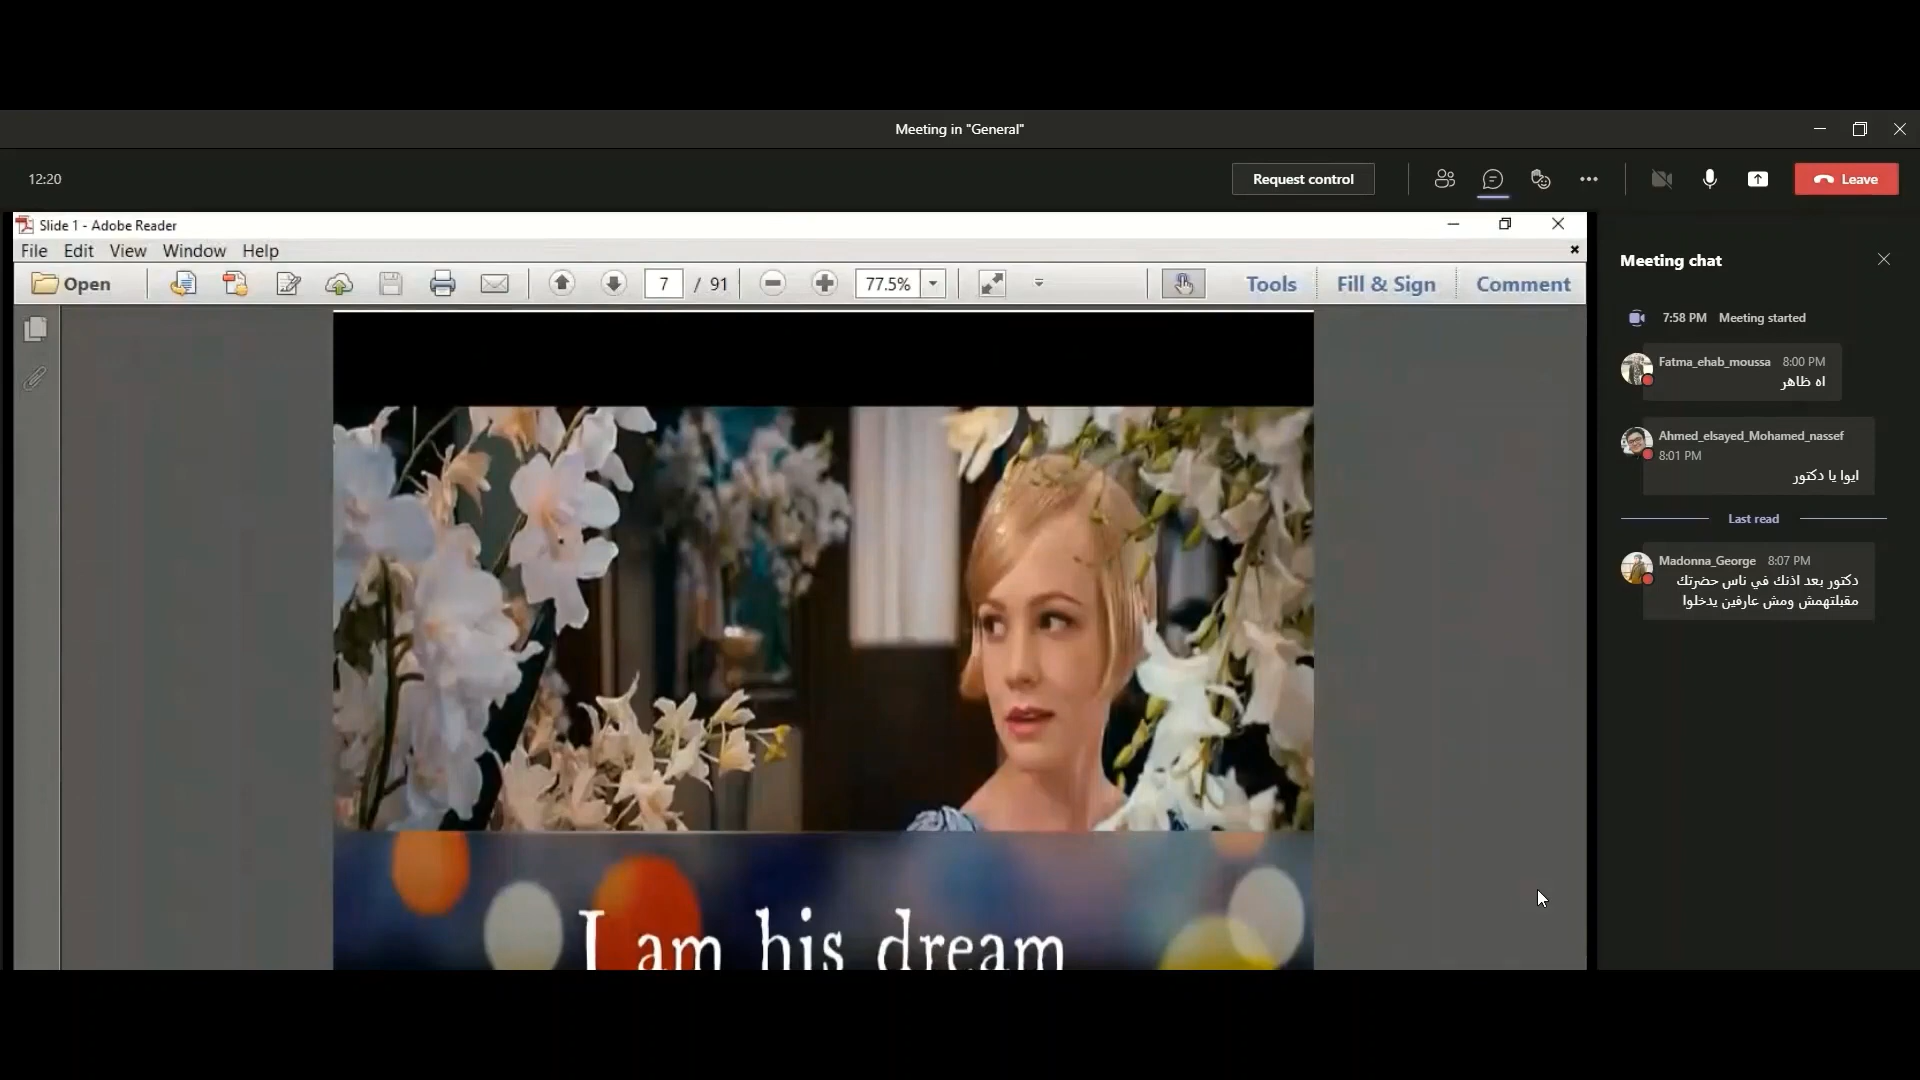 Meeting in "General"
12:20
Request control
Leave
Slide 1 - Adobe Reader
File Edit View Window Help
Open
7 / 91
77.5%
Tools
Fill & Sign
Comment
I am his dream
Meeting chat
7:58 PM Meeting started
Fatma_ehab_moussa 8:00 PM
اه ظاهر
Ahmed_elsayed_Mohamed_nassef
8:01 PM
ايوا يا دكتور
Last read
Madonna_George 8:07 PM
دكتور بعد اذنك في ناس حضرتك
مقبلتهمش ومش عارفين يدخلوا